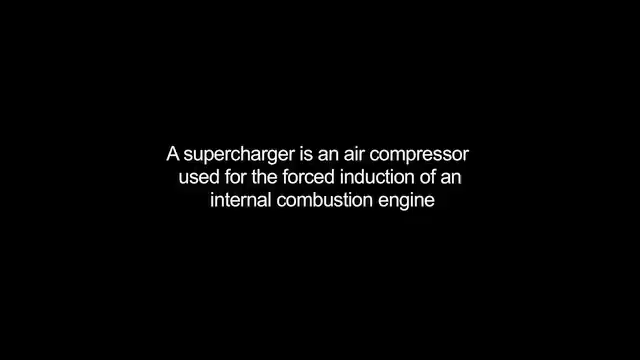 A supercharger is an air compressor
used for the forced induction of an
internal combustion engine